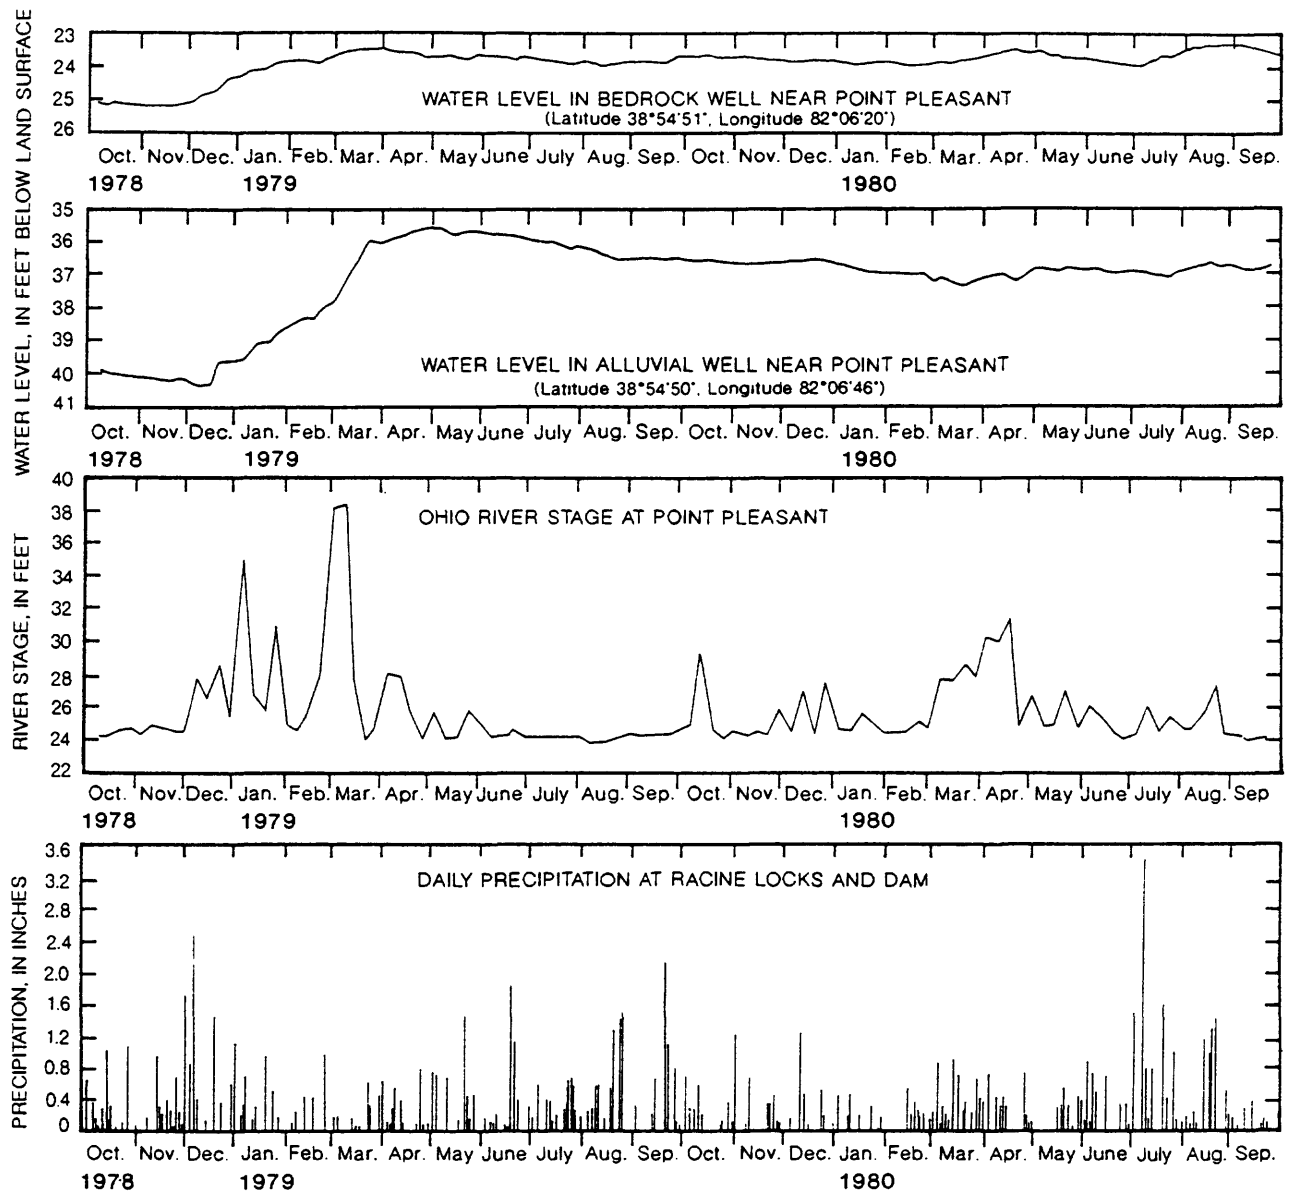 WATER LEVEL, IN FEET BELOW LAND SURFACE
23
24
25
26
WATER LEVEL IN BEDROCK WELL NEAR POINT PLEASANT
(Latitude 38°54'51", Longitude 82°06'20")
Oct. Nov. Dec. Jan. Feb. Mar. Apr. May June July Aug. Sep. Oct Nov. Dec. Jan. Feb. Mar. Apr. May June July Aug. Sep.
1978 1979 1980
35
36
37
38
39
40
41
WATER LEVEL IN ALLUVIAL WELL NEAR POINT PLEASANT
(Latitude 38°54'50", Longitude 82°06'46")
Oct. Nov. Dec. Jan. Feb. Mar. Apr. May June July Aug. Sep. Oct Nov. Dec. Jan. Feb. Mar. Apr. May June July Aug. Sep.
1978 1979 1980
RIVER STAGE, IN FEET
40
38
36
34
32
30
28
26
24
22
OHIO RIVER STAGE AT POINT PLEASANT
Oct. Nov. Dec. Jan. Feb. Mar. Apr. May June July Aug. Sep. Oct Nov. Dec. Jan. Feb. Mar. Apr. May June July Aug. Sep
1978 1979 1980
PRECIPITATION, IN INCHES
3.6
3.2
2.8
2.4
2.0
1.6
1.2
0.8
0.4
0
DAILY PRECIPITATION AT RACINE LOCKS AND DAM
Oct. Nov. Dec. Jan. Feb. Mar. Apr. May June July Aug. Sep. Oct Nov. Dec. Jan. Feb. Mar. Apr. May June July Aug. Sep.
1978 1979 1980